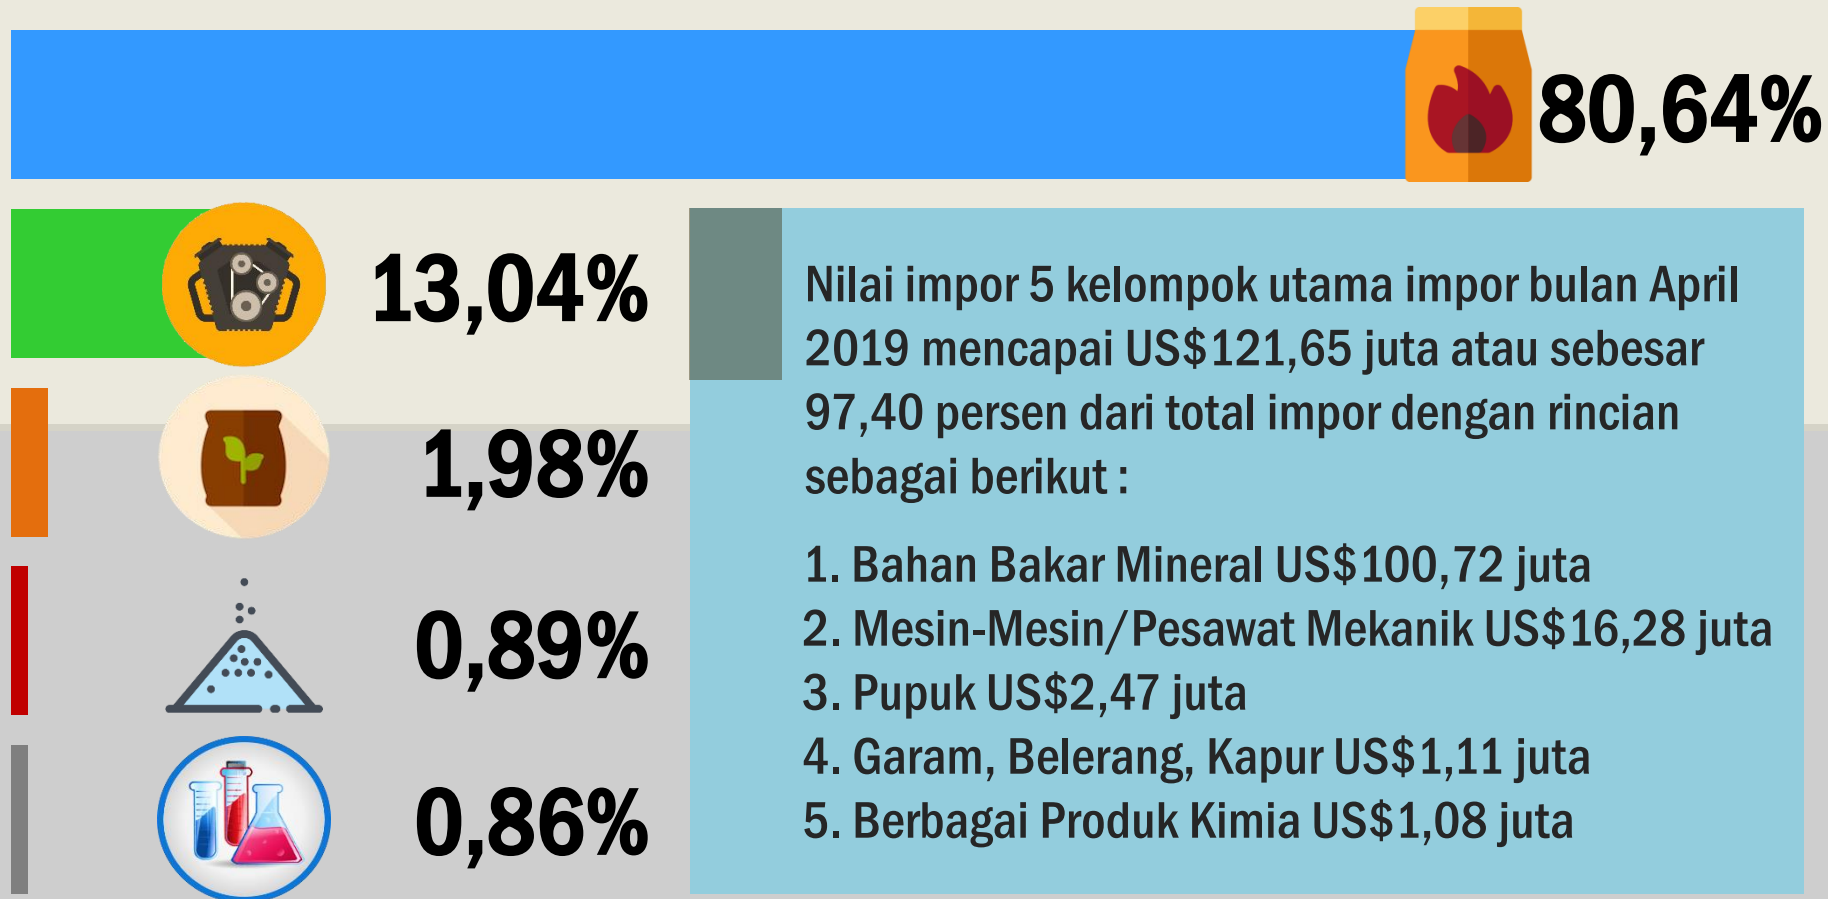 80,64%
13,04%
1,98%
0,89%
0,86%
Nilai impor 5 kelompok utama impor bulan April
2019 mencapai US$121,65 juta atau sebesar
97,40 persen dari total impor dengan rincian
sebagai berikut :
1. Bahan Bakar Mineral US$100,72 juta
2. Mesin-Mesin/Pesawat Mekanik US$16,28 juta
3. Pupuk US$2,47 juta
4. Garam, Belerang, Kapur US$1,11 juta
5. Berbagai Produk Kimia US$1,08 juta